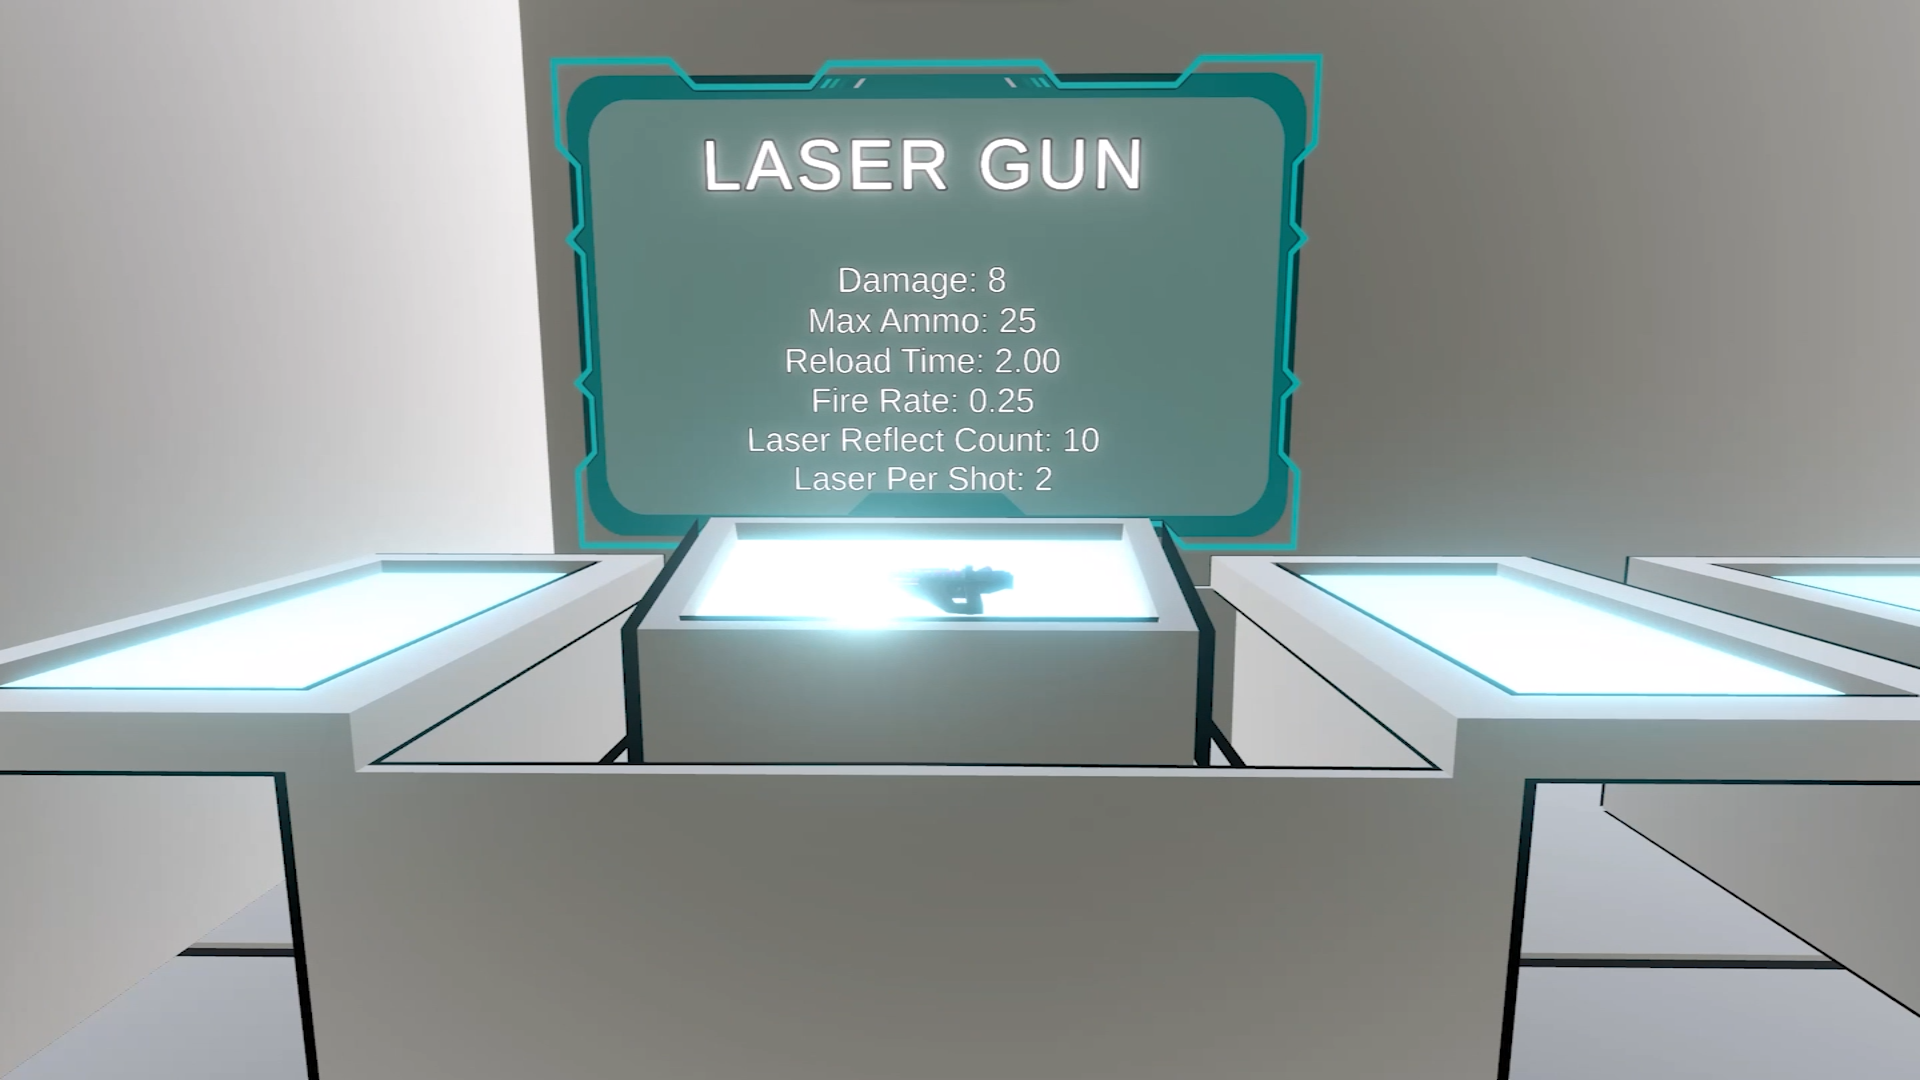 LASER GUN
Damage: 8
Max Ammo: 25
Reload Time: 2.00
Fire Rate: 0.25
Laser Reflect Count: 10
Laser Per Shot: 2